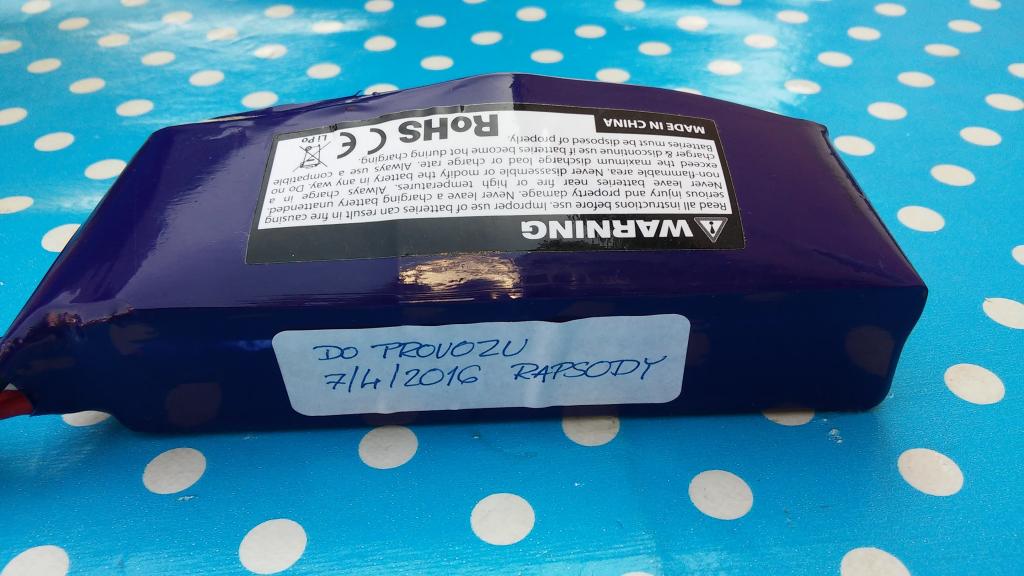 WARNING
Read all instructions before use. Improper use of batteries can result in fire causing
serious injury and property damage. Never leave a charging battery unattended.
Never leave batteries near fire or high temperatures. Always charge in a
non-flammable area. Never disassemble or modify the battery in any way. Do no
exceed the maximum discharge load or charge rate. Always use a compatible
charger & discontinue use if batteries become hot during charging.
Batteries must be disposed of properly.
MADE IN CHINA
RoHS CE Li Po
DO PROVOZU
7/4/2016 RAPSODY